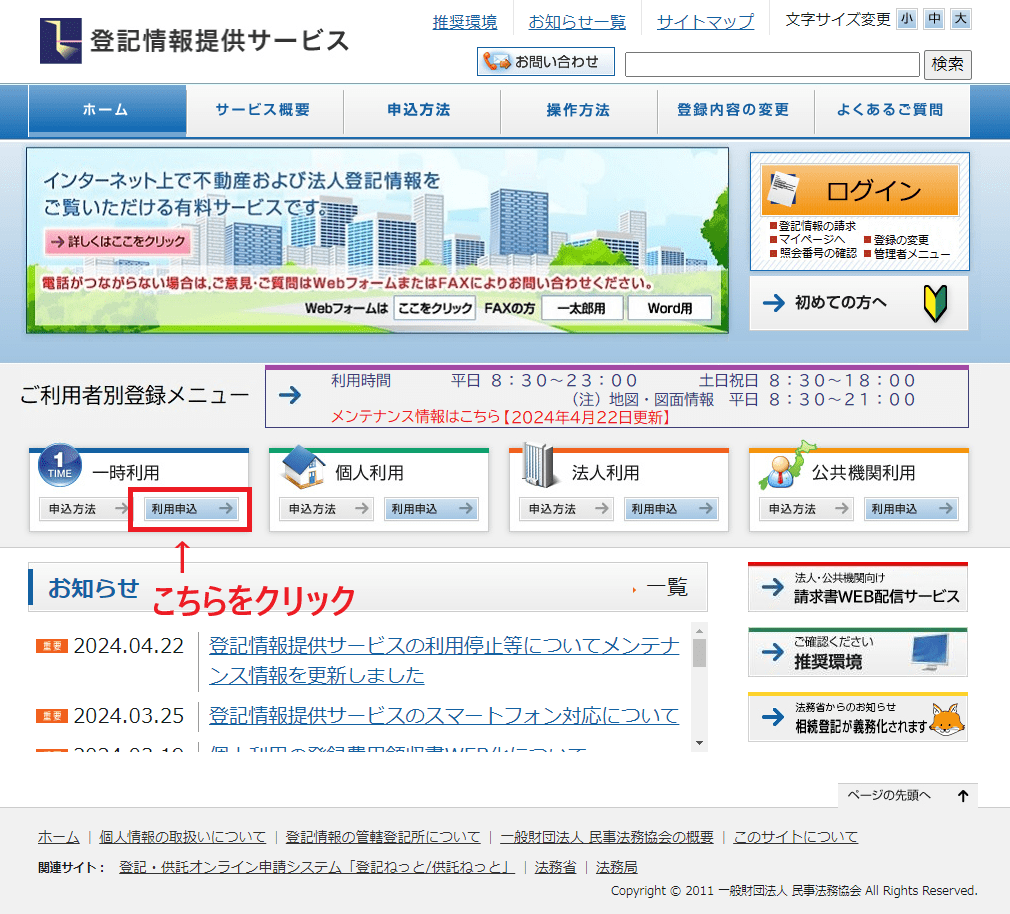 登記情報提供サービス
推奨環境 お知らせ一覧 サイトマップ 文字サイズ変更 小 中 大
お問い合わせ 検索
ホーム サービス概要 申込方法 操作方法 登録内容の変更 よくあるご質問
インターネット上で不動産および法人登記情報を
ご覧いただける有料サービスです。
→詳しくはここをクリック
電話がつながらない場合は、ご意見・ご質問はWebフォームまたはFAXによりお問い合わせください。
Webフォームは ここをクリック FAXの方 一太郎用 Word用
ログイン
■登記情報の請求
■マイページへ ■登録の変更
■照会番号の確認 ■管理者メニュー
→ 初めての方へ
ご利用者別登録メニュー
→ 利用時間 平日 8:30~23:00 土日祝日 8:30~18:00
(注)地図・図面情報 平日 8:30~21:00
メンテナンス情報はこちら【2024年4月22日更新】
1 TIME 一時利用
申込方法→ 利用申込→
個人利用
申込方法→ 利用申込→
法人利用
申込方法→ 利用申込→
公共機関利用
申込方法→ 利用申込→
↑
こちらをクリック
お知らせ 一覧
重要 2024.04.22 登記情報提供サービスの利用停止等についてメンテナ
ンス情報を更新しました
重要 2024.03.25 登記情報提供サービスのスマートフォン対応について
→ 法人・公共機関向け
請求書WEB配信サービス
→ ご確認ください
推奨環境
→ 法務省からのお知らせ
相続登記が義務化されます
ページの先頭へ ↑
ホーム | 個人情報の取扱いについて | 登記情報の管轄登記所について | 一般財団法人 民事法務協会の概要 | このサイトについて
関連サイト: 登記・供託オンライン申請システム「登記ねっと/供託ねっと」 | 法務省 | 法務局
Copyright © 2011 一般財団法人 民事法務協会 All Rights Reserved.